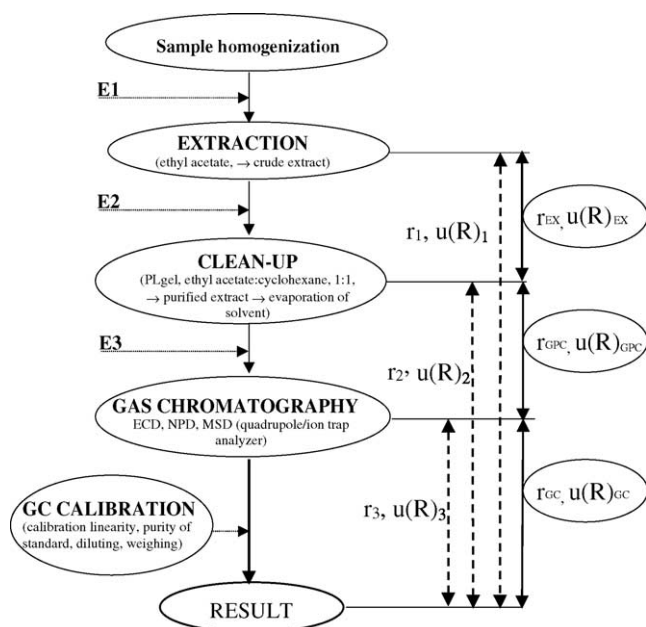 Sample homogenization
E1
EXTRACTION
(ethyl acetate, → crude extract)
E2
CLEAN-UP
(PLgel, ethyl acetate:cyclohexane, 1:1,
→ purified extract → evaporation of
solvent)
E3
GAS CHROMATOGRAPHY
ECD, NPD, MSD (quadrupole/ion trap
analyzer)
GC CALIBRATION
(calibration linearity, purity of
standard, diluting, weighing)
RESULT
r1, u(R)1
r2, u(R)2
r3, u(R)3
rEX, u(R)EX
rGPC, u(R)GPC
rGC, u(R)GC